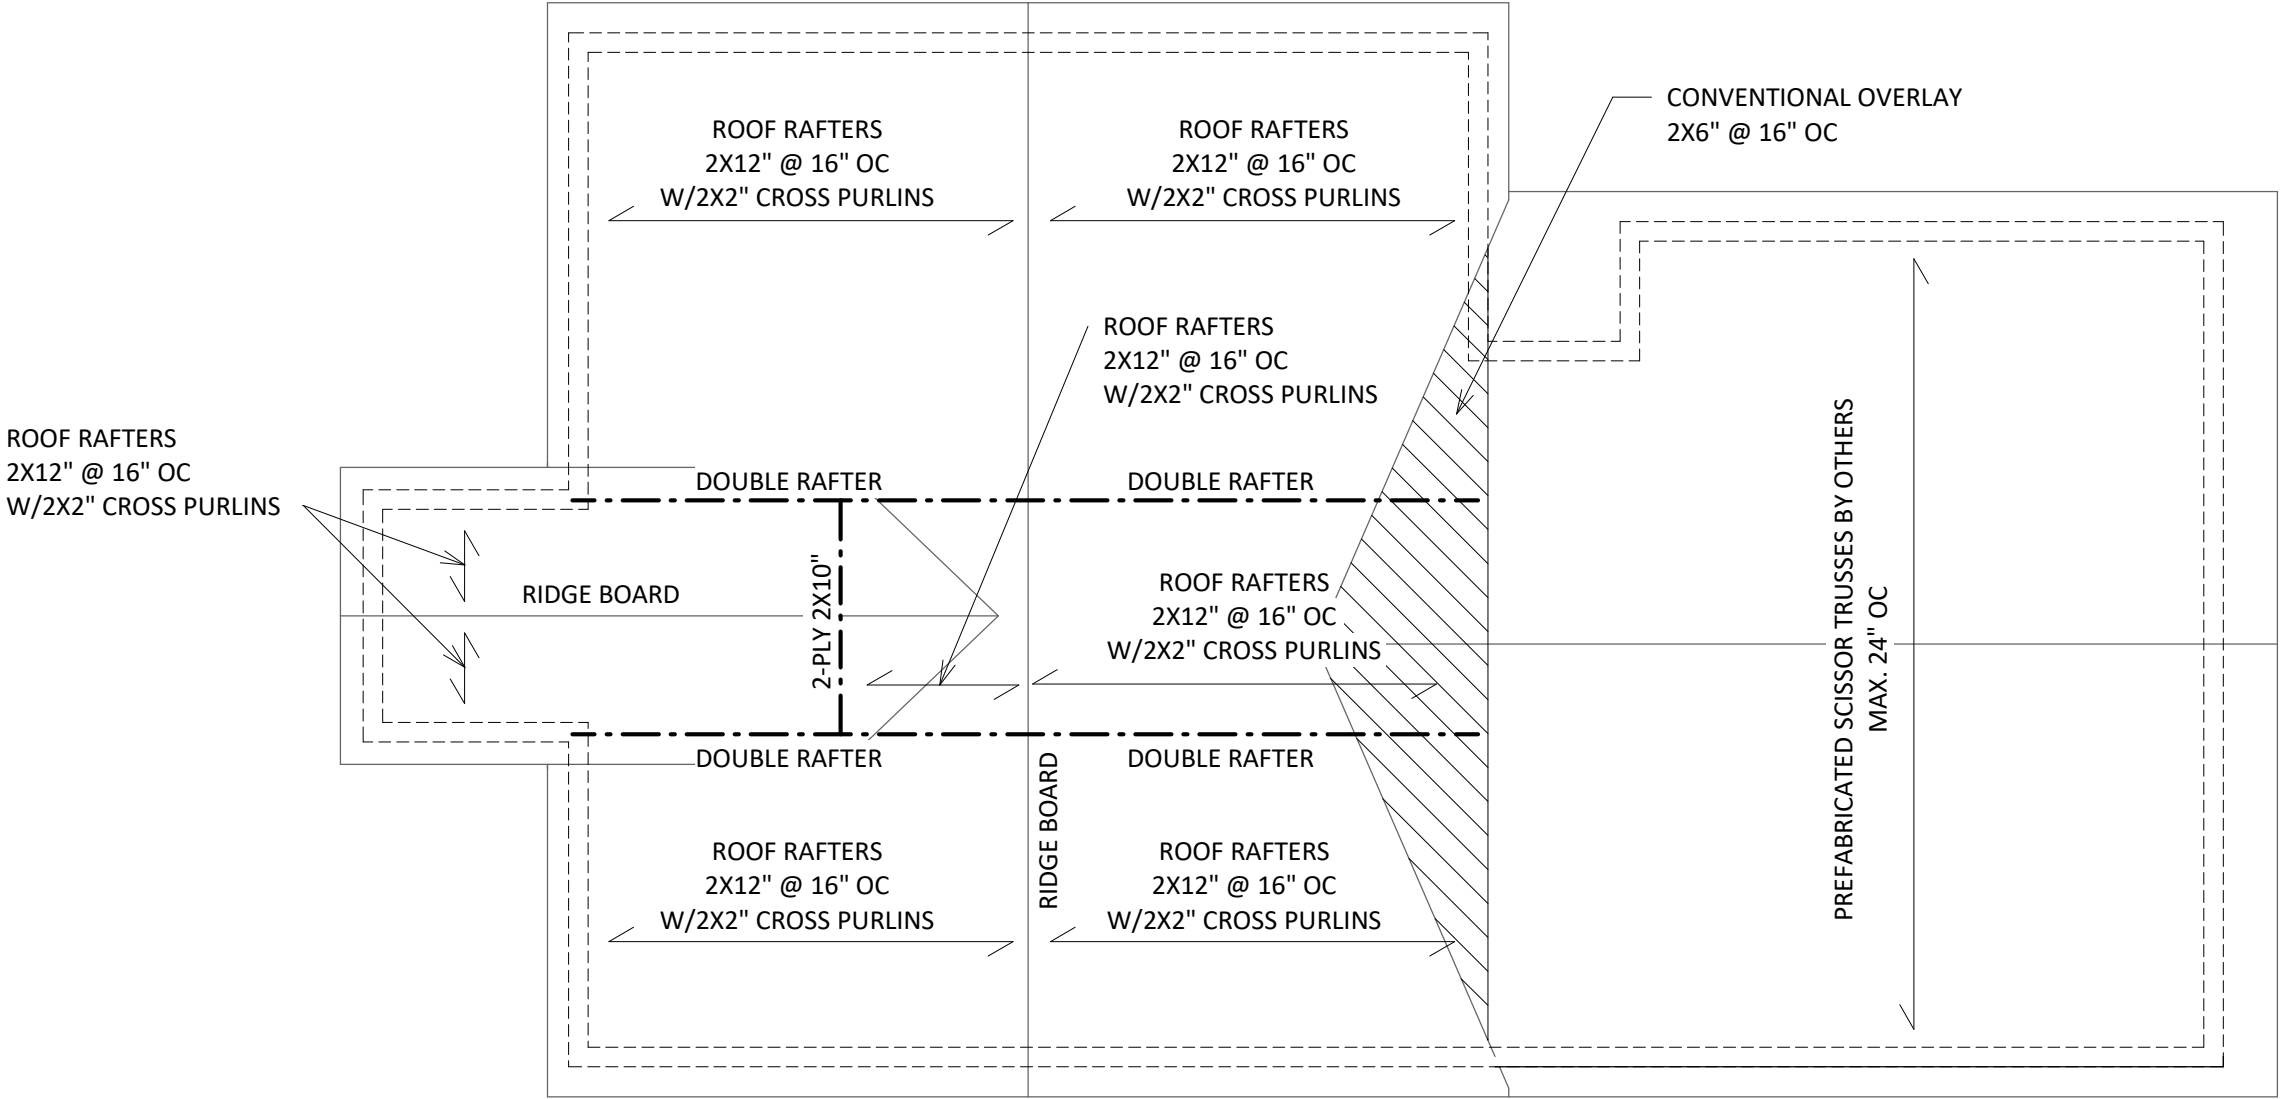 ROOF RAFTERS
2X12" @ 16" OC
W/2X2" CROSS PURLINS
ROOF RAFTERS
2X12" @ 16" OC
W/2X2" CROSS PURLINS
CONVENTIONAL OVERLAY
2X6" @ 16" OC
ROOF RAFTERS
2X12" @ 16" OC
W/2X2" CROSS PURLINS
ROOF RAFTERS
2X12" @ 16" OC
W/2X2" CROSS PURLINS
DOUBLE RAFTER
DOUBLE RAFTER
RIDGE BOARD
2-PLY 2X10"
ROOF RAFTERS
2X12" @ 16" OC
W/2X2" CROSS PURLINS
PREFABRICATED SCISSOR TRUSSES BY OTHERS
MAX. 24" OC
DOUBLE RAFTER
DOUBLE RAFTER
RIDGE BOARD
ROOF RAFTERS
2X12" @ 16" OC
W/2X2" CROSS PURLINS
ROOF RAFTERS
2X12" @ 16" OC
W/2X2" CROSS PURLINS